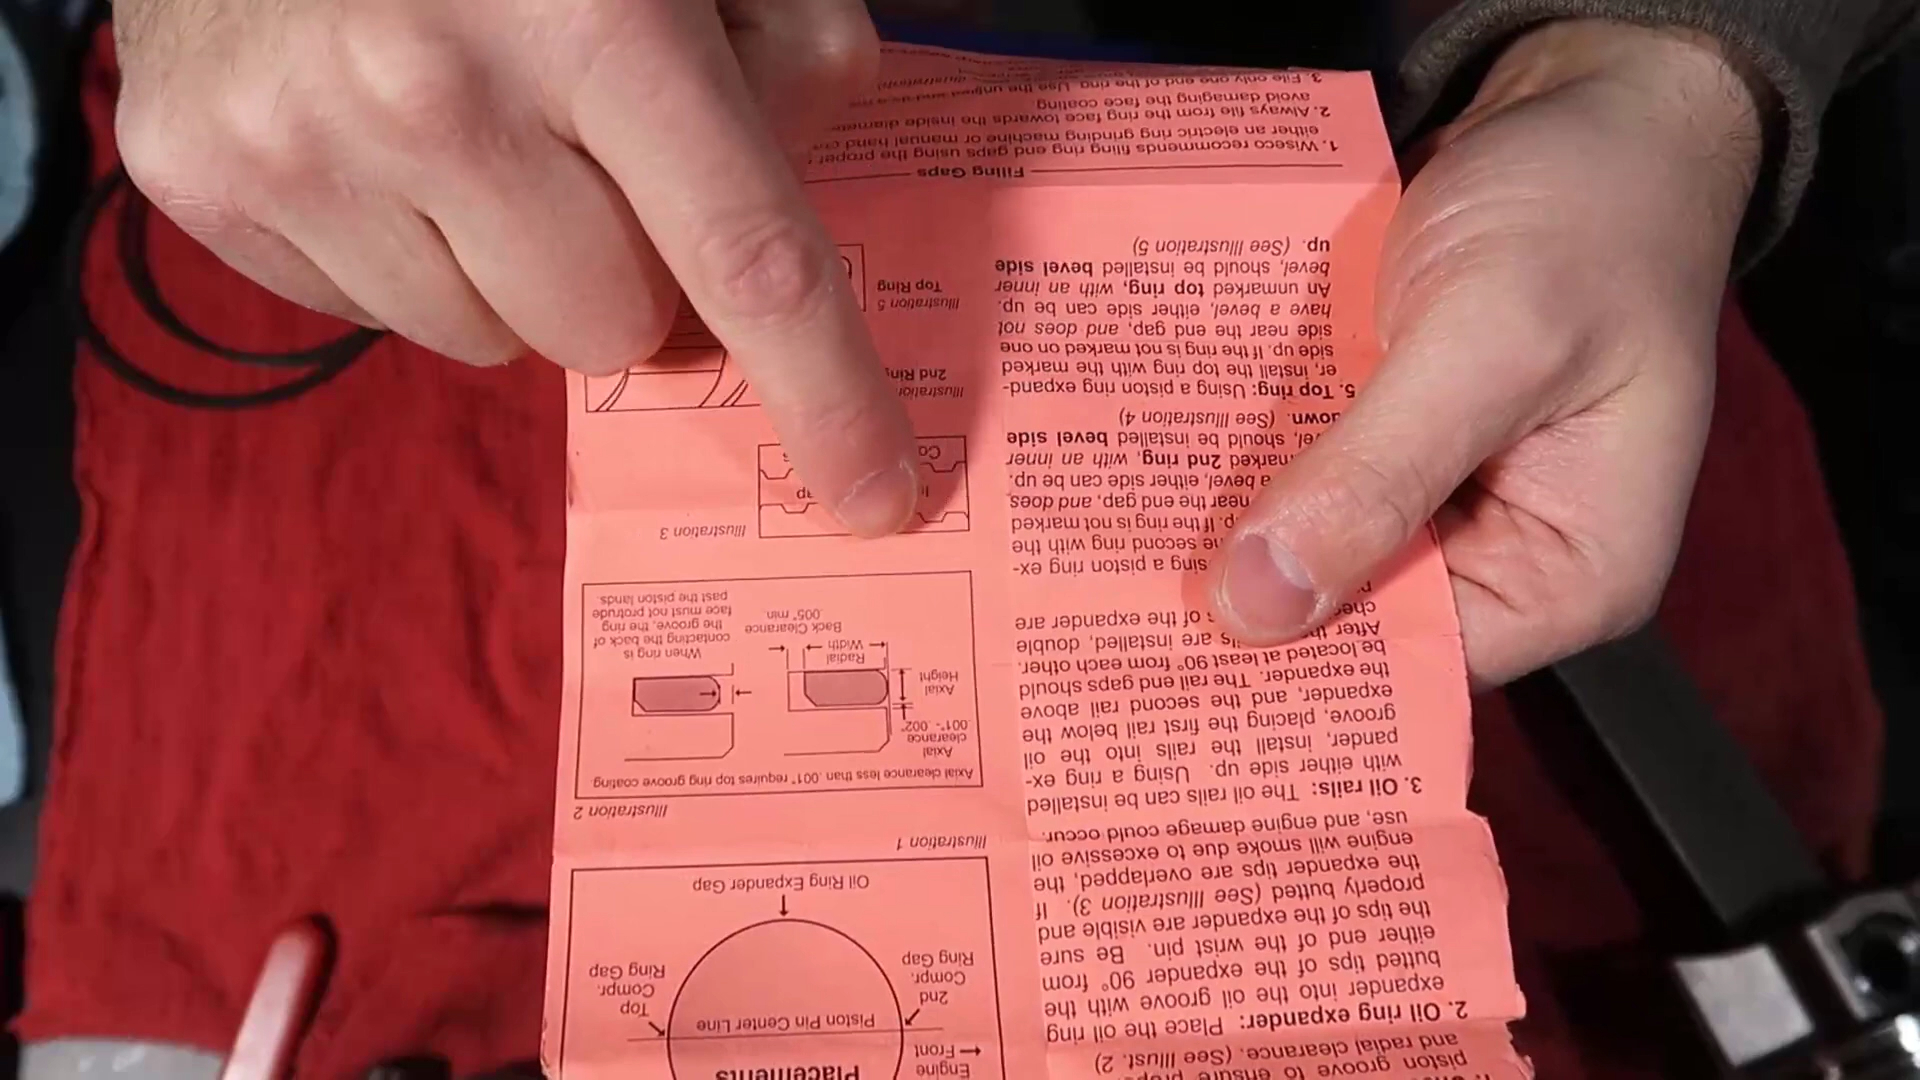 piston groove to ensure
and radial clearance. (See Illust. 2)
2. Oil ring expander: Place the oil ring
expander into the oil groove with the
butted tips of the expander 90° from
either end of the wrist pin. Be sure
the tips of the expander are visible and
properly butted (See Illustration 3). If
the expander tips are overlapped, the
engine will smoke due to excessive oil
use, and engine damage could occur.
3. Oil rails: The oil rails can be installed
with either side up. Using a ring ex-
pander, install the rails into the oil
groove, placing the first rail below the
expander, and the second rail above
the expander. The rail end gaps should
be located at least 90° from each other.
After are installed, double
of the expander are
using a piston ring ex-
second ring with the
If the ring is not marked
near the end gap, and does
a bevel, either side can be up.
2nd ring, with an inner
should be installed bevel side
down. (See Illustration 4)
5. Top ring: Using a piston ring expand-
er, install the top ring with the marked
side up. If the ring is not marked on one
side near the end gap, and does not
have a bevel, either side can be up.
An unmarked top ring, with an inner
bevel, should be installed bevel side
up. (See Illustration 5)
Placements
Engine
Front
Piston Pin Center Line
2nd
Compr.
Ring Gap
Top
Compr.
Ring Gap
Oil Ring Expander Gap
Illustration 1
Illustration 2
Axial clearance less than .001" requires top ring groove coating
Axial
clearance
.001"- .002"
Axial
Height
Radial
Width
Back Clearance
.005" min.
When ring is
contacting the back of
the groove, the ring
face must not protrude
past the piston lands.
Illustration 3
Illustration
2nd Ring
Illustration 5
Top Ring
Filing Gaps
1. Wiseco recommends filing ring end gaps using the proper
either an electric ring grinding machine or manual hand
2. Always file from the ring face towards the inside
avoid damaging the face coating.
3. File only one end of the ring. Use the